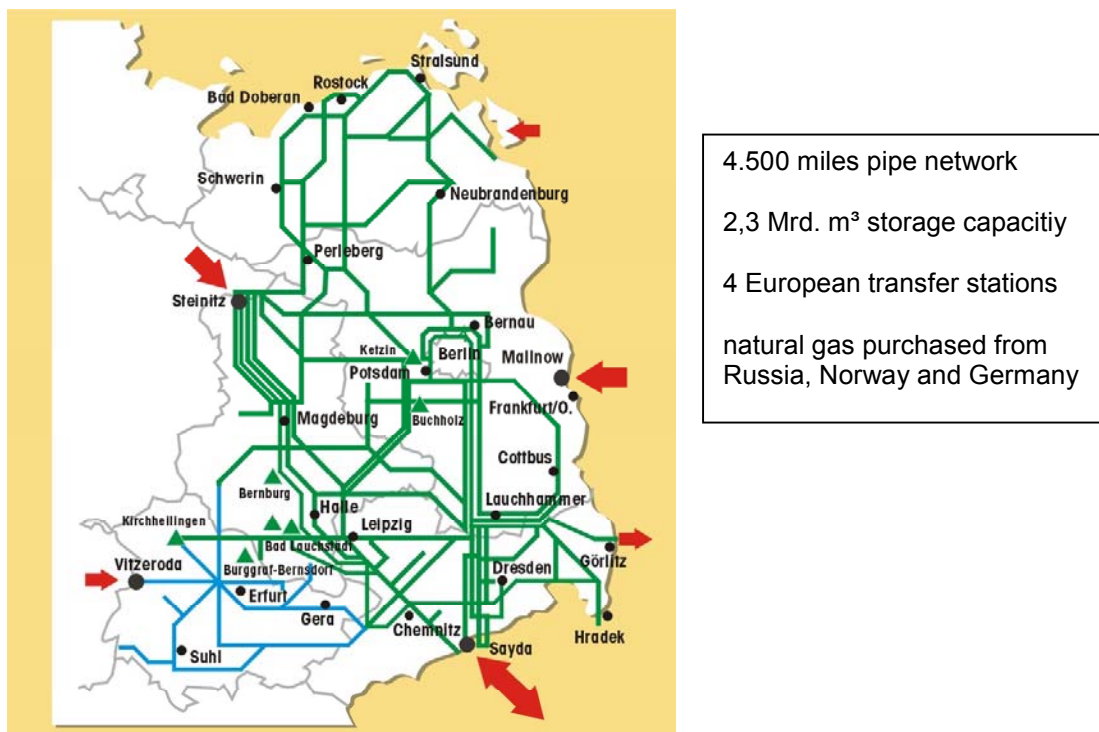 Stralsund
Rostock
Bad Doberan
Schwerin
Neubrandenburg
Perleberg
Steinitz
Bernau
Ketzin
Berlin
Mallnow
Potsdam
Frankfurt/O.
Magdeburg
Buchholz
Cottbus
Bernburg
Halle
Lauchhammer
Kirchheilingen
Leipzig
Bad Lauchstädt
Vitzeroda
Burggraf-Bernsdorf
Dresden
Görlitz
Erfurt
Gera
Chemnitz
Hradek
Suhl
Sayda
4.500 miles pipe network
2,3 Mrd. m³ storage capacitiy
4 European transfer stations
natural gas purchased from
Russia, Norway and Germany